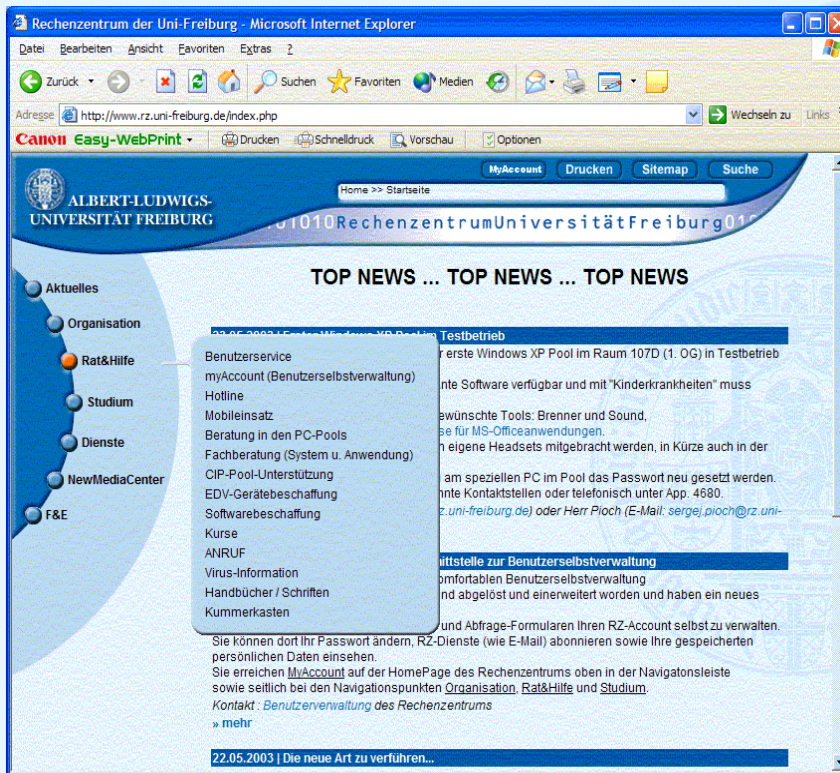 Rechenzentrum der Uni-Freiburg - Microsoft Internet Explorer
Datei Bearbeiten Ansicht Favoriten Extras ?
Zurück Suchen Favoriten Medien
Adresse http://www.rz.uni-freiburg.de/index.php Wechseln zu Links
Canon Easy-WebPrint Drucken Schnelldruck Vorschau Optionen
MyAccount Drucken Sitemap Suche
Home >> Startseite
ALBERT-LUDWIGS-
UNIVERSITÄT FREIBURG
01010RechenzentrumUniversitätFreiburg010
TOP NEWS ... TOP NEWS ... TOP NEWS
Aktuelles
Organisation
Rat&Hilfe
Studium
Dienste
NewMediaCenter
F&E
Benutzerservice
myAccount (Benutzerselbstverwaltung)
Hotline
Mobileinsatz
Beratung in den PC-Pools
Fachberatung (System u. Anwendung)
CIP-Pool-Unterstützung
EDV-Gerätebeschaffung
Softwarebeschaffung
Kurse
ANRUF
Virus-Information
Handbücher / Schriften
Kummerkasten
23.05.2003 | Erster Windows XP Pool im Testbetrieb
r erste Windows XP Pool im Raum 107D (1. OG) in Testbetrieb
nte Software verfügbar und mit "Kinderkrankheiten" muss
ewünschte Tools: Brenner und Sound,
se für MS-Officeanwendungen.
n eigene Headsets mitgebracht werden, in Kürze auch in der
am speziellen PC im Pool das Passwort neu gesetzt werden.
nnte Kontaktstellen oder telefonisch unter App. 4680.
rz.uni-freiburg.de) oder Herr Pioch (E-Mail: sergej.pioch@rz.uni-
nittstelle zur Benutzerselbstverwaltung
omfortablen Benutzerselbstverwaltung
nd abgelöst und einerweitert worden und haben ein neues
und Abfrage-Formularen Ihren RZ-Account selbst zu verwalten.
Sie können dort Ihr Passwort ändern, RZ-Dienste (wie E-Mail) abonnieren sowie Ihre gespeicherten
persönlichen Daten einsehen.
Sie erreichen MyAccount auf der HomePage des Rechenzentrums oben in der Navigatonsleiste
sowie seitlich bei den Navigationspunkten Organisation, Rat&Hilfe und Studium.
Kontakt : Benutzerverwaltung des Rechenzentrums
» mehr
22.05.2003 | Die neue Art zu verführen...